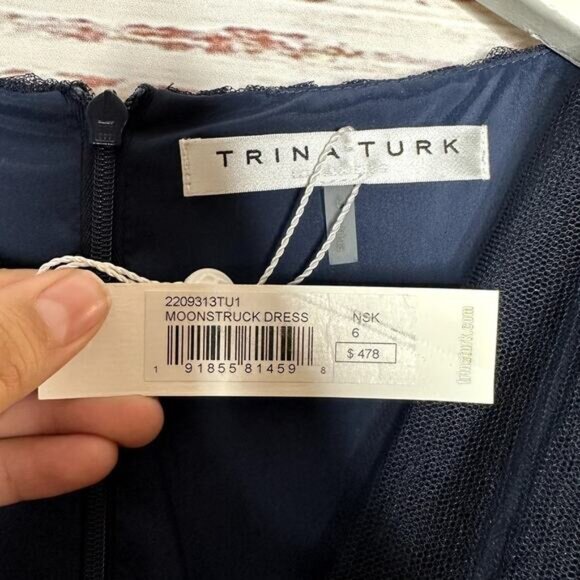 TRINA TURK
2209313TU1
MOONSTRUCK DRESS NSK
6
$ 478
1 91855 81459 8
trinaturk.com